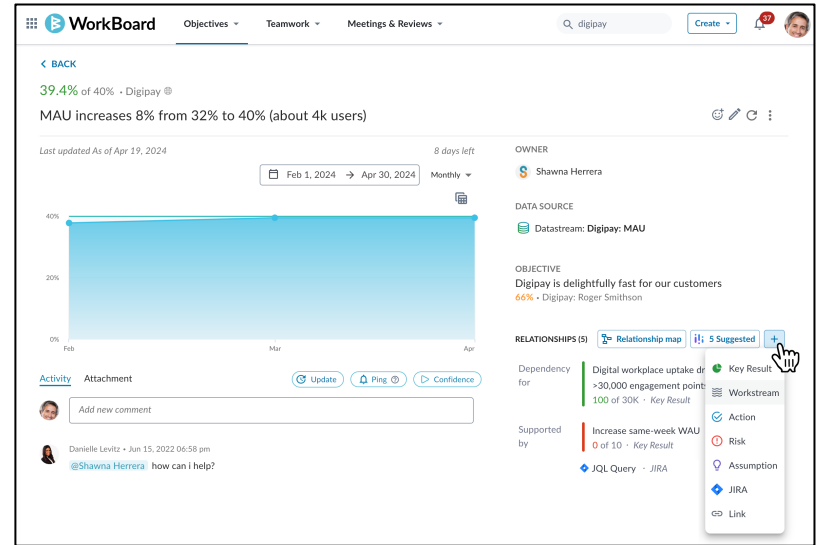 WorkBoard
Objectives
Teamwork
Meetings & Reviews
digipay
Create
37
BACK
39.4% of 40% • Digipay
MAU increases 8% from 32% to 40% (about 4k users)
Last updated As of Apr 19, 2024
8 days left
Feb 1, 2024 → Apr 30, 2024
Monthly
40%
20%
0%
Feb
Mar
Apr
Activity
Attachment
Update
Ping
Confidence
Add new comment
Danielle Levitz • Jun 15, 2022 06:58 pm
@Shawna Herrera how can i help?
OWNER
Shawna Herrera
DATA SOURCE
Datastream: Digipay: MAU
OBJECTIVE
Digipay is delightfully fast for our customers
66% • Digipay: Roger Smithson
RELATIONSHIPS (5)
Relationship map
5 Suggested
+
Dependency
for
Digital workplace uptake dr
>30,000 engagement points
100 of 30K · Key Result
Supported
by
Increase same-week WAU
0 of 10 · Key Result
JQL Query · JIRA
Key Result
Workstream
Action
Risk
Assumption
JIRA
Link